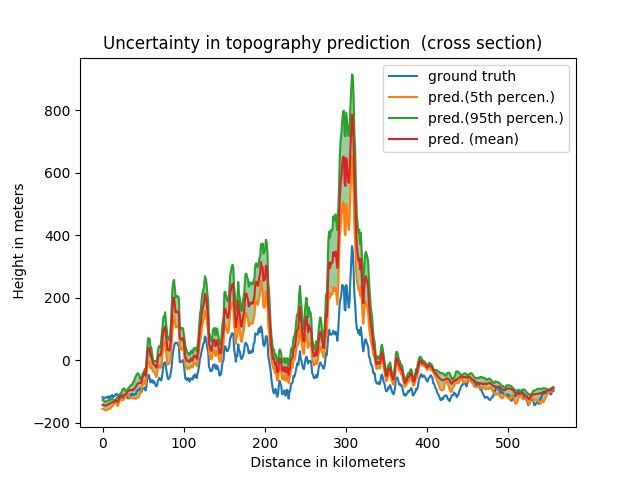 Uncertainty in topography prediction  (cross section)
ground truth
pred.(5th percen.)
pred.(95th percen.)
pred. (mean)
Height in meters
800
600
400
200
0
−200
0 100 200 300 400 500
Distance in kilometers